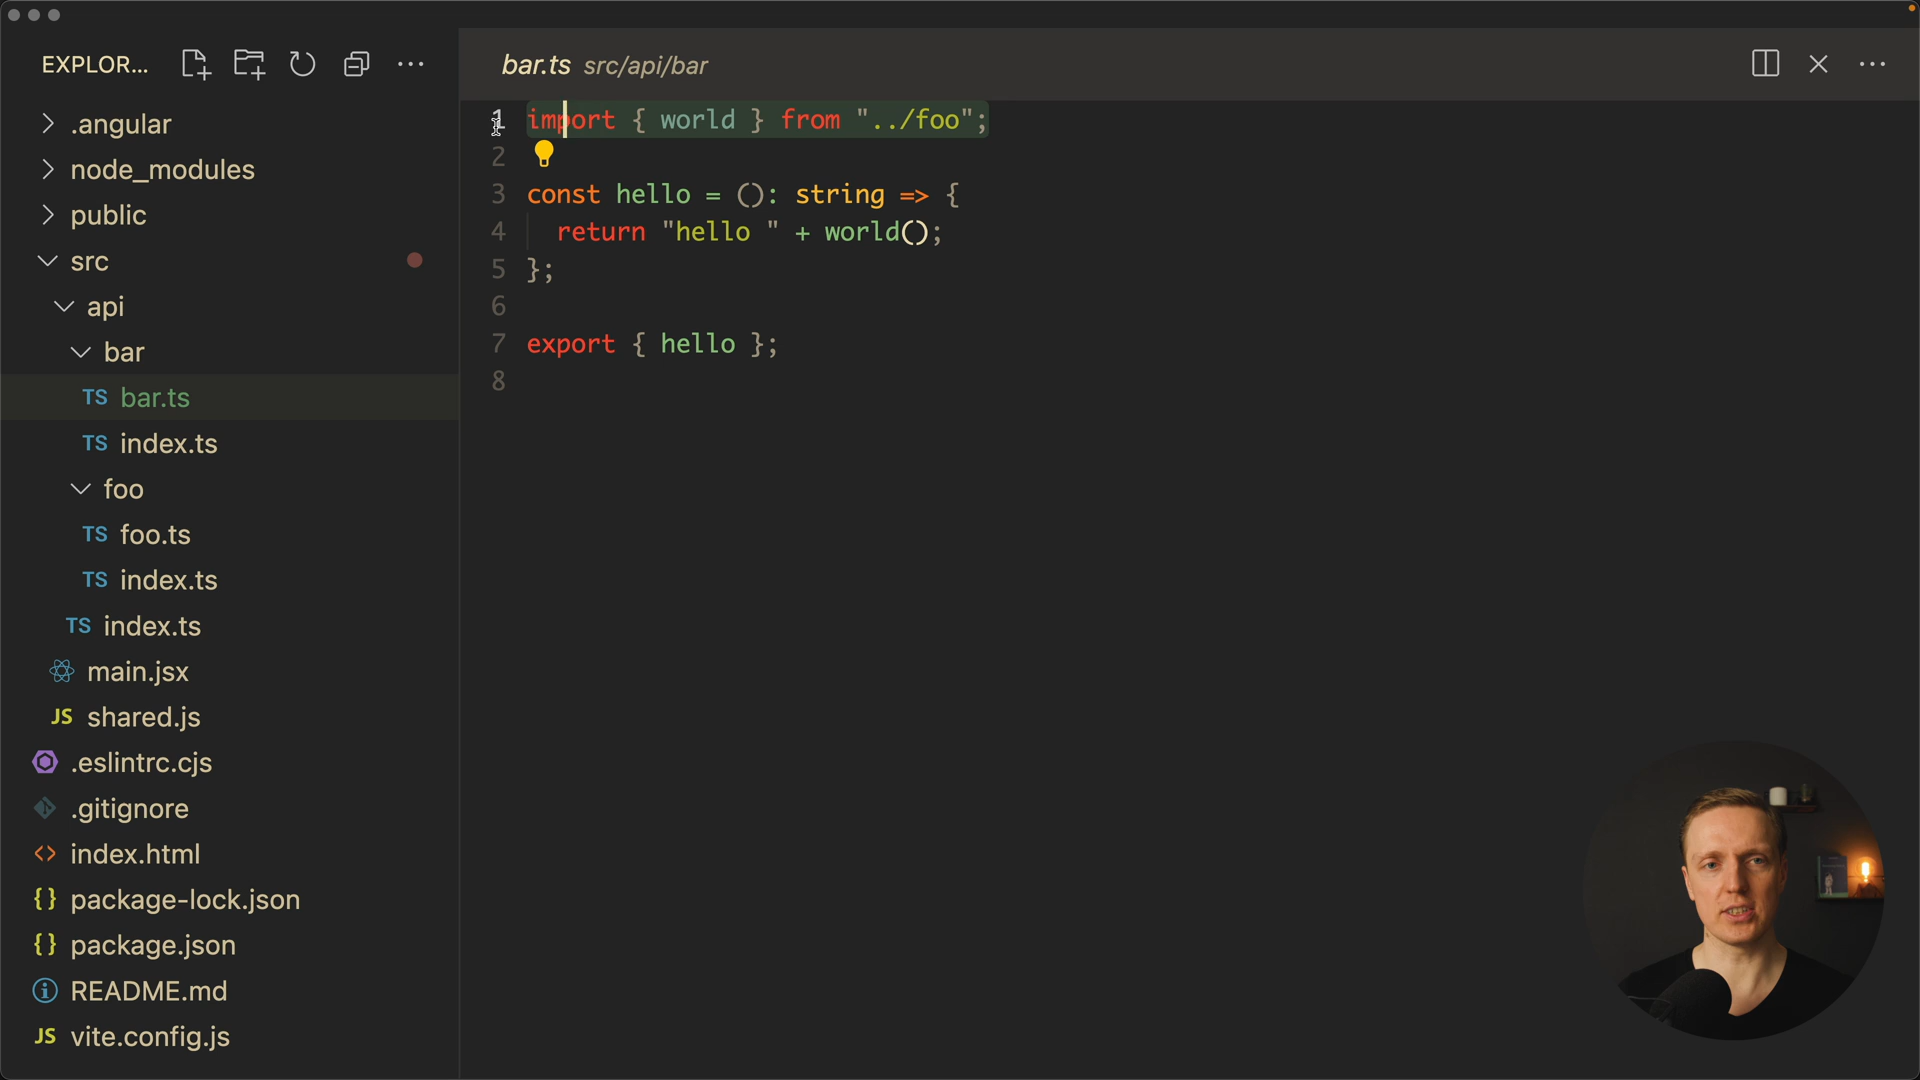 EXPLOR...
.angular
node_modules
public
src
api
bar
TS bar.ts
TS index.ts
foo
TS foo.ts
TS index.ts
TS index.ts
main.jsx
JS shared.js
.eslintrc.cjs
.gitignore
<> index.html
{} package-lock.json
{} package.json
README.md
JS vite.config.js
bar.ts src/api/bar
1 import { world } from "../foo";
2
3 const hello = (): string => {
4 return "hello " + world();
5 };
6
7 export { hello };
8